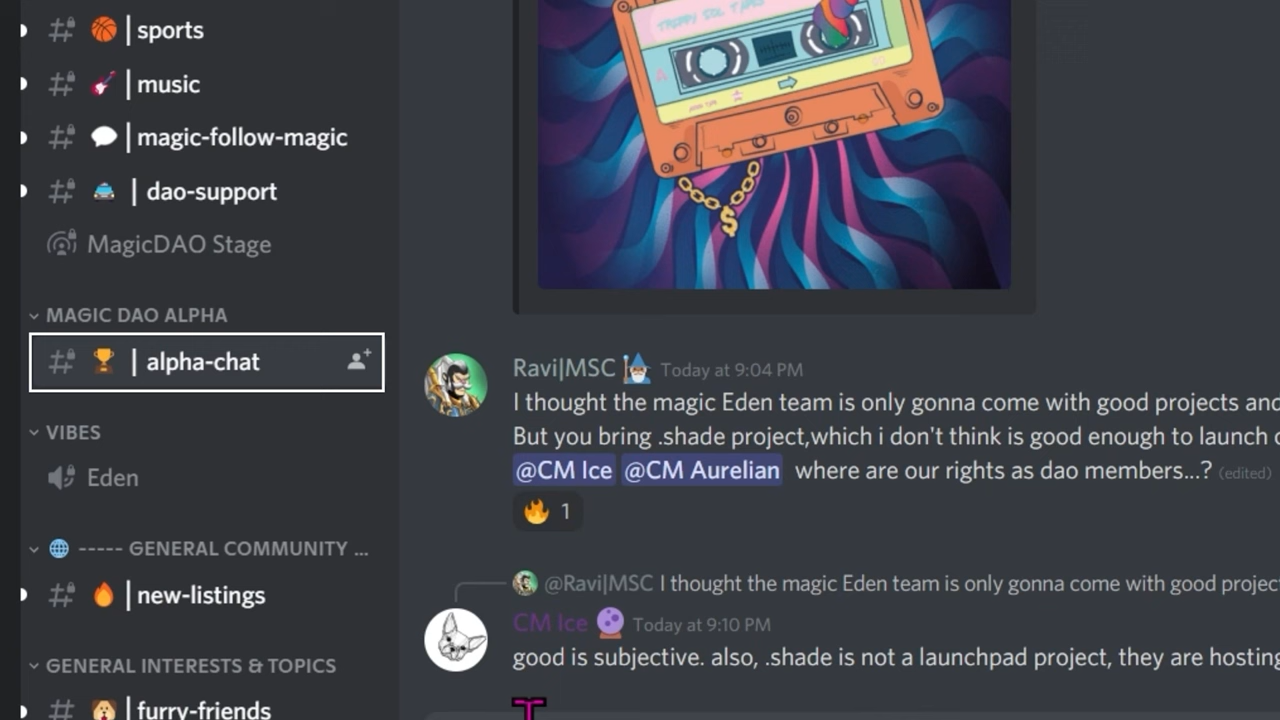 sports
music
magic-follow-magic
dao-support
MagicDAO Stage
MAGIC DAO ALPHA
alpha-chat
VIBES
Eden
----- GENERAL COMMUNITY ...
new-listings
GENERAL INTERESTS & TOPICS
furry-friends
TRIPPY SOL TAPES
A
Ravi|MSC Today at 9:04 PM
I thought the magic Eden team is only gonna come with good projects and
But you bring .shade project,which i don't think is good enough to launch
@CM Ice @CM Aurelian where are our rights as dao members...? (edited)
1
@Ravi|MSC I thought the magic Eden team is only gonna come with good project
CM Ice Today at 9:10 PM
good is subjective. also, .shade is not a launchpad project, they are hosting